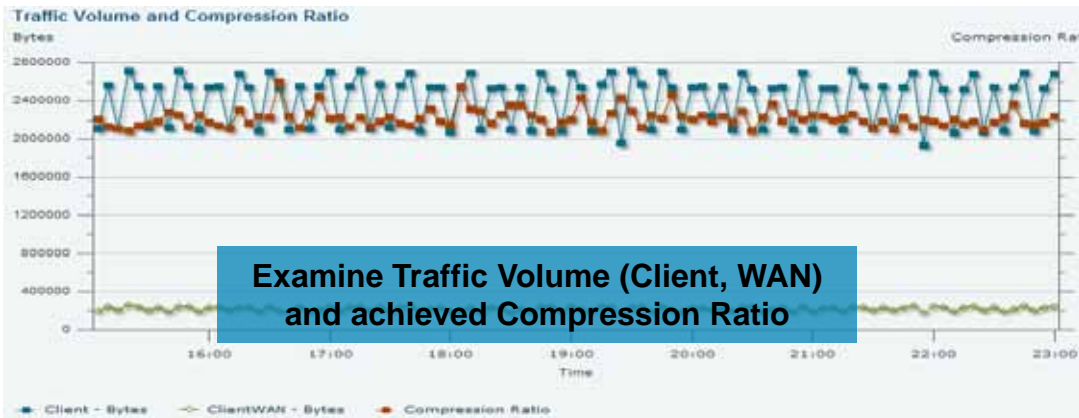 Traffic Volume and Compression Ratio
Bytes
Compression Ra
2800000
2400000
2000000
1600000
1200000
800000
400000
0
Examine Traffic Volume (Client, WAN)
and achieved Compression Ratio
16:00 17:00 18:00 19:00 20:00 21:00 22:00 23:00
Time
Client - Bytes ClientWAN - Bytes Compression Ratio